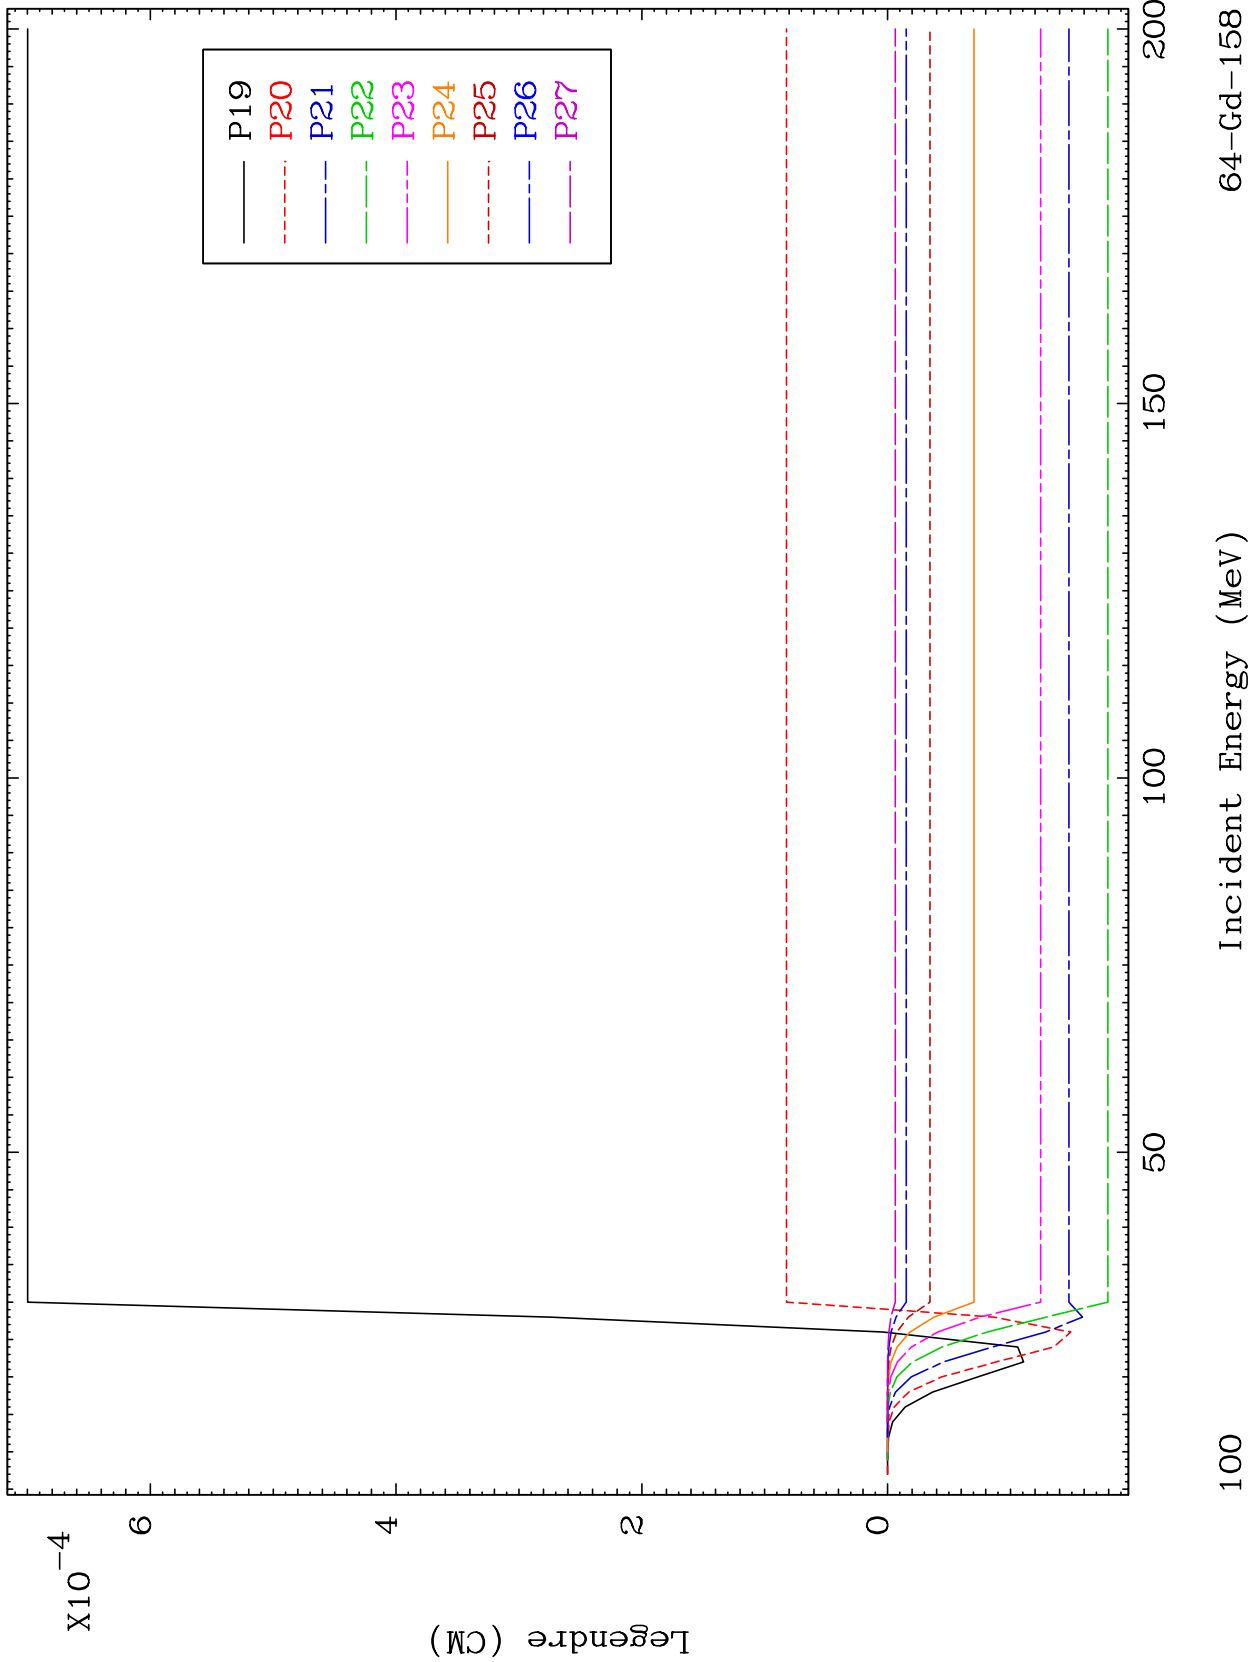 X10-4
6
4
2
0
Legendre (CM)
P19
P20
P21
P22
P23
P24
P25
P26
P27
50
100
150
200
Incident Energy (MeV)
100
64-Gd-158